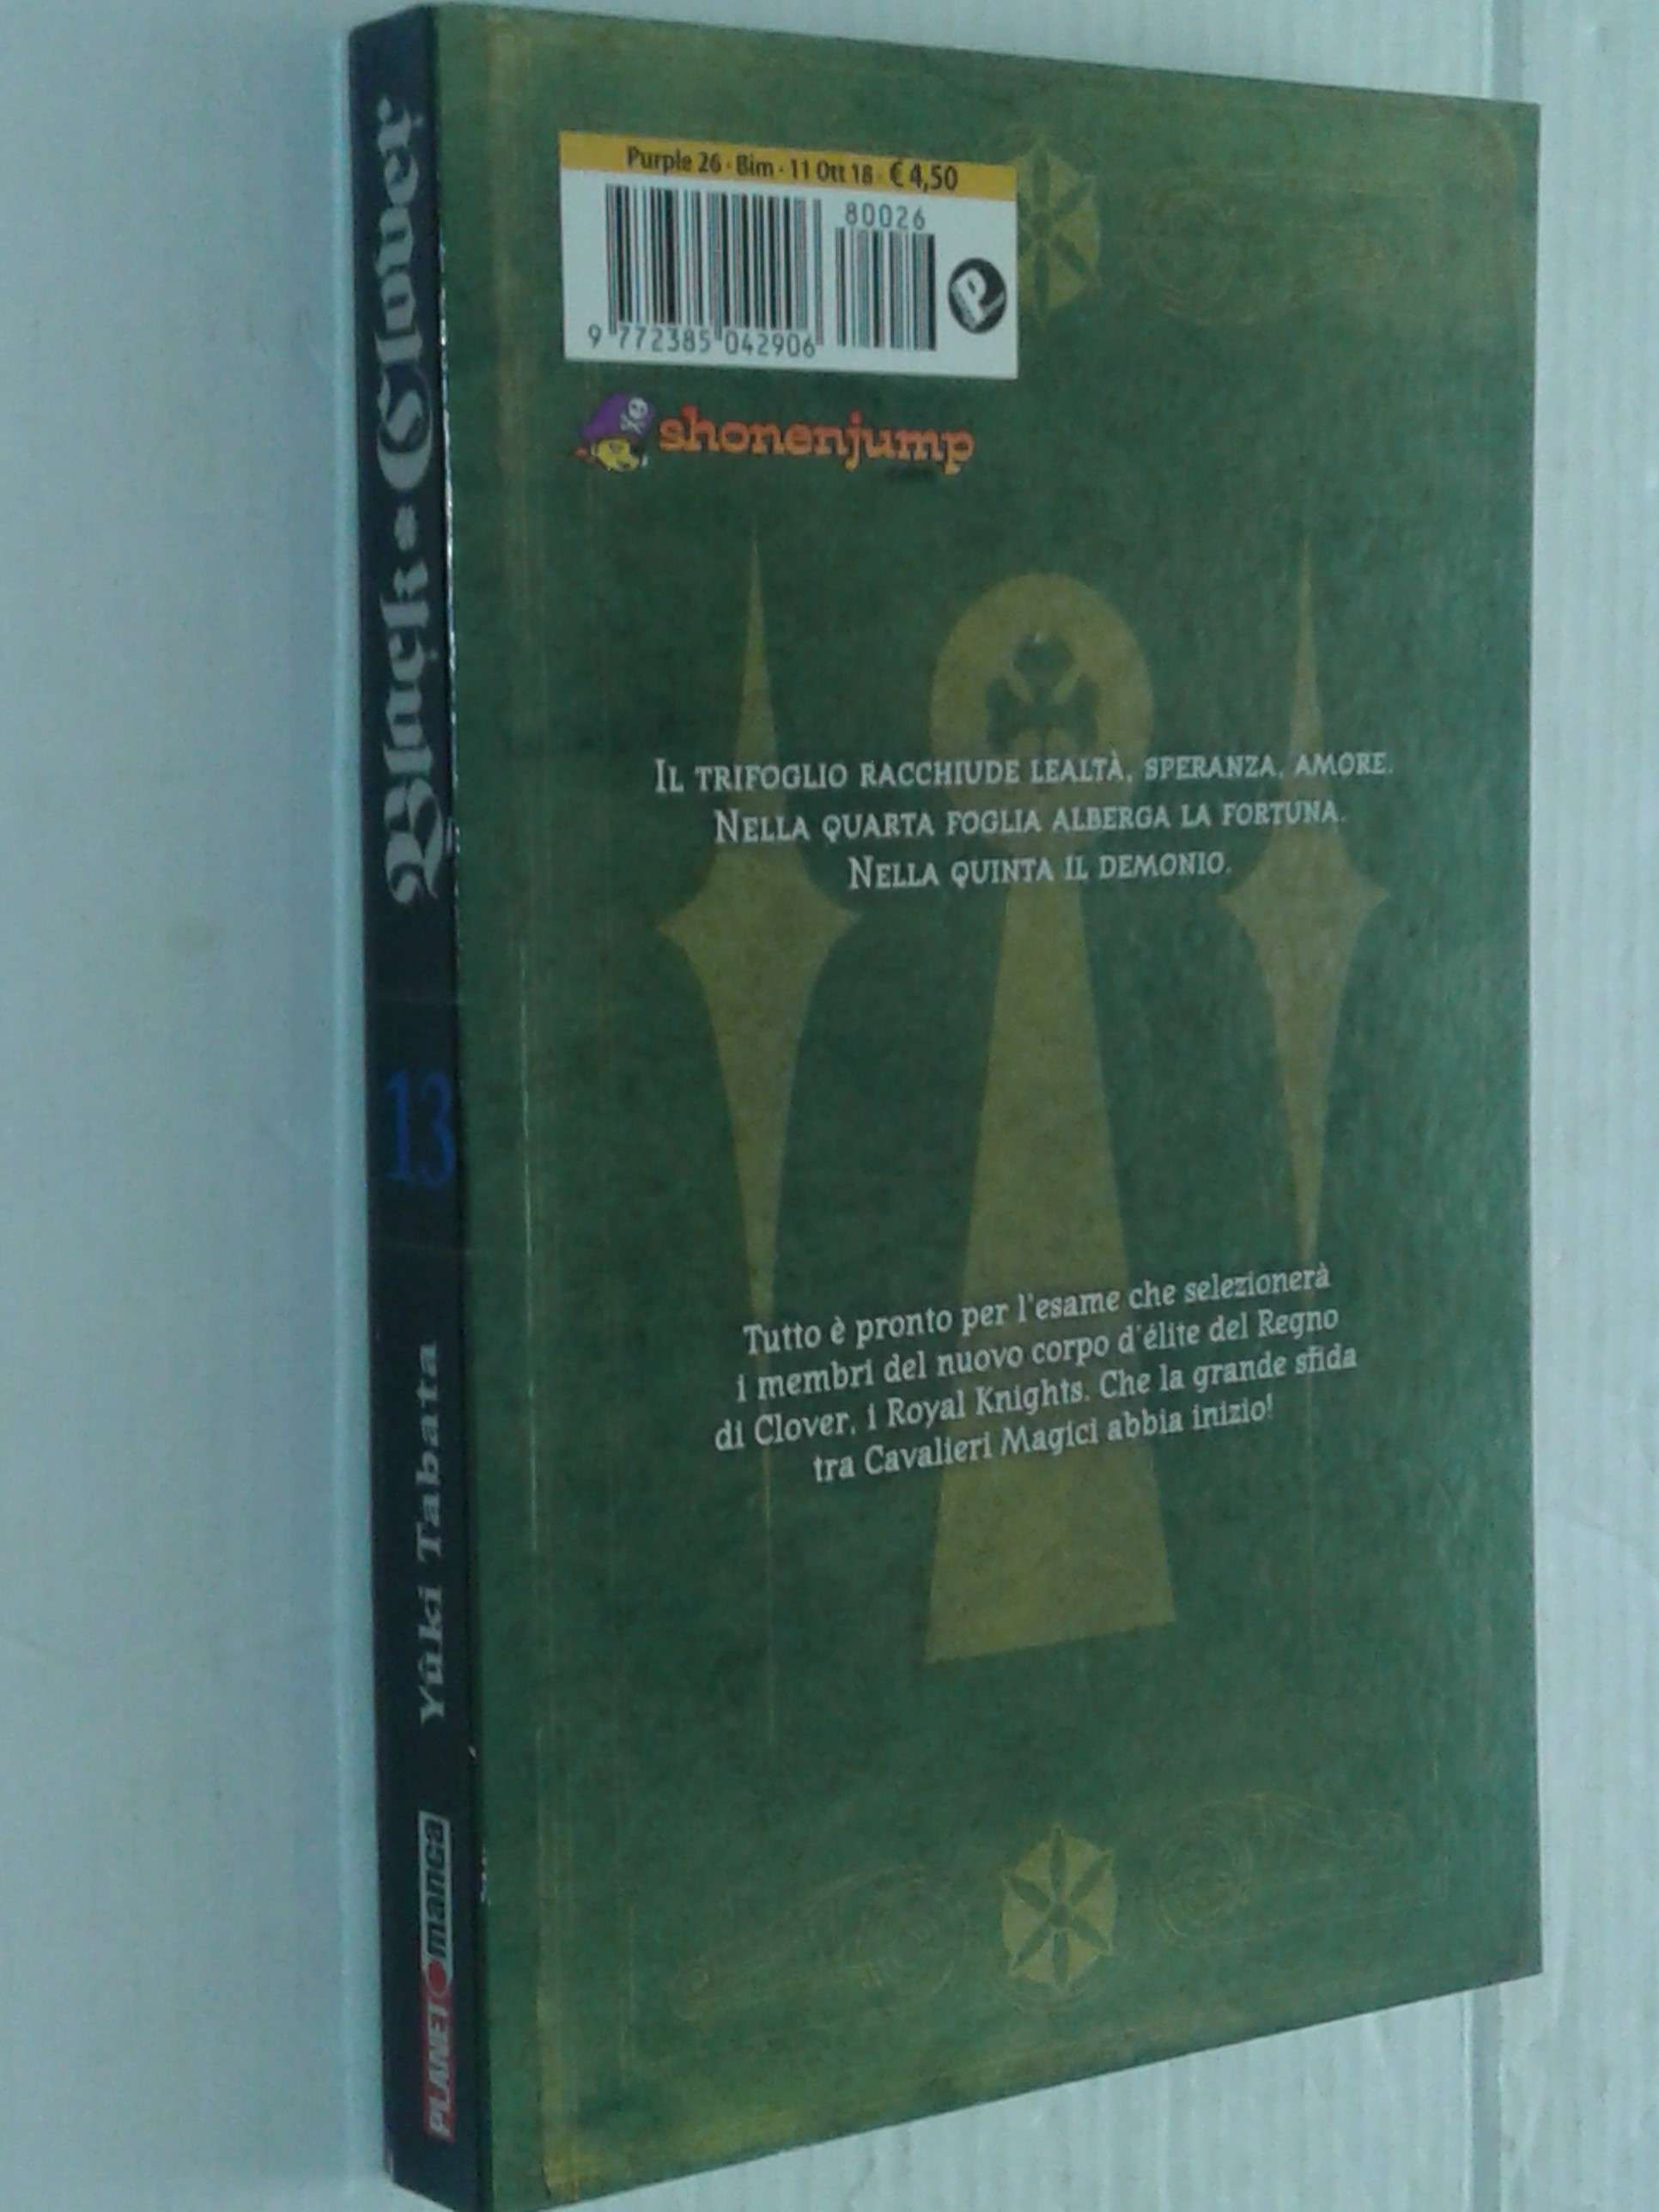 Purple 26 · Bim · 11 Ott 18 · € 4,50
80026
9 772385 042906
shonenjump
IL TRIFOGLIO RACCHIUDE LEALTÀ, SPERANZA, AMORE.
NELLA QUARTA FOGLIA ALBERGA LA FORTUNA.
NELLA QUINTA IL DEMONIO.
Tutto è pronto per l'esame che selezionerà
i membri del nuovo corpo d'élite del Regno
di Clover, i Royal Knights. Che la grande sfida
tra Cavalieri Magici abbia inizio!
Black Clover
13
Yûki Tabata
PLANET manga